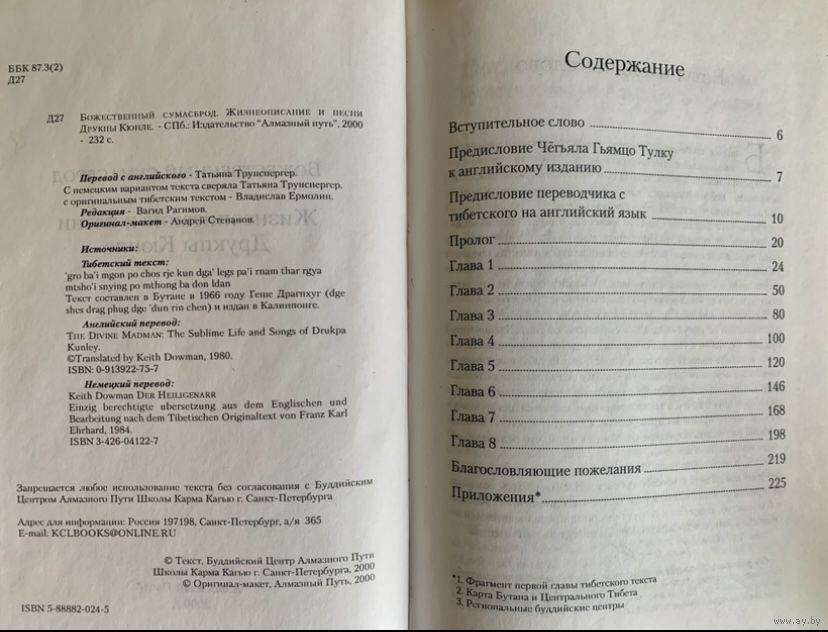 ББК 87.3(2)
Д27
Д27 Божественный сумасброд. Жизнеописание и песни
Друкпы Кюнле. - СПб.: Издательство "Алмазный путь", 2000
- 232 с.
Перевод с английского - Татьяна Трунспергер.
С немецким вариантом текста сверяла Татьяна Трунспергер,
с оригинальным тибетским текстом - Владислав Ермолин.
Редакция - Вагид Рагимов.
Оригинал-макет - Андрей Степанов.
Источники:
Тибетский текст:
'gro ba'i mgon po chos rje kun dga' legs pa'i rnam thar rgya
mtsho'i snying po mthong ba don ldan
Текст составлен в Бутане в 1966 году Геше Драгпхуг (dge
shes drag phug dge 'dun rin chen) и издан в Калимпонге.
Английский перевод:
The Divine Madman: The Sublime Life and Songs of Drukpa
Kunley.
©Translated by Keith Dowman, 1980.
ISBN: 0-913922-75-7
Немецкий перевод:
Keith Dowman Der Heiligenarr
Einzig berechtigte ubersetzung aus dem Englischen und
Bearbeitung nach dem Tibetischen Originaltext von Franz Karl
Ehrhard, 1984.
ISBN 3-426-04122-7
Запрещается любое использование текста без согласования с Буддийским
Центром Алмазного Пути Школы Карма Кагью г. Санкт-Петербурга
Адрес для информации: Россия 197198, Санкт-Петербург, а/я 365
E-mail: KCLBOOKS@ONLINE.RU
© Текст, Буддийский Центр Алмазного Пути
Школы Карма Кагью г. Санкт-Петербурга, 2000
© Оригинал-макет, Алмазный Путь, 2000
ISBN 5-88882-024-5
Содержание
Вступительное слово 6
Предисловие Чёгъяла Гьямцо Тулку
к английскому изданию 7
Предисловие переводчика с
тибетского на английский язык 10
Пролог 20
Глава 1 24
Глава 2 50
Глава 3 80
Глава 4 100
Глава 5 120
Глава 6 146
Глава 7 168
Глава 8 198
Благословляющие пожелания 219
Приложения* 225
*1. Фрагмент первой главы тибетского текста
2. Карта Бутана и Центрального Тибета
3. Региональные буддийские центры
www.ay.by